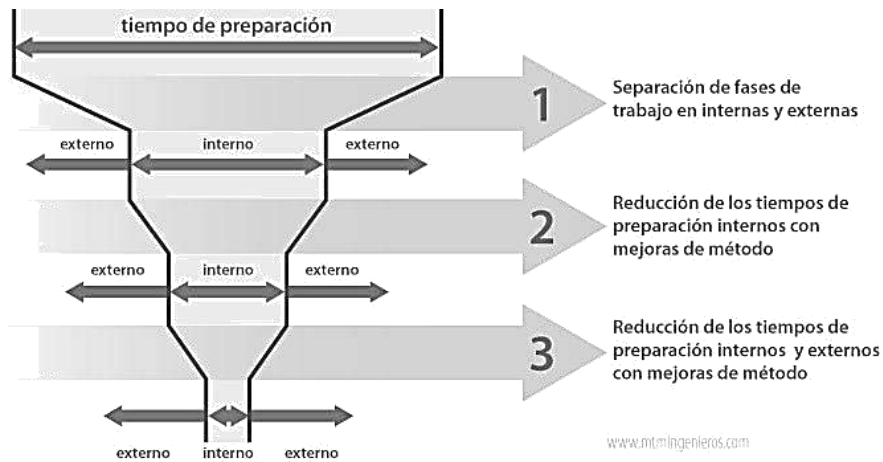 tiempo de preparación
1
Separación de fases de
trabajo en internas y externas
externo interno externo
2
Reducción de los tiempos de
preparación internos con
mejoras de método
externo interno externo
3
Reducción de los tiempos de
preparación internos y externos
con mejoras de método
externo interno externo
www.mtmingenieros.com